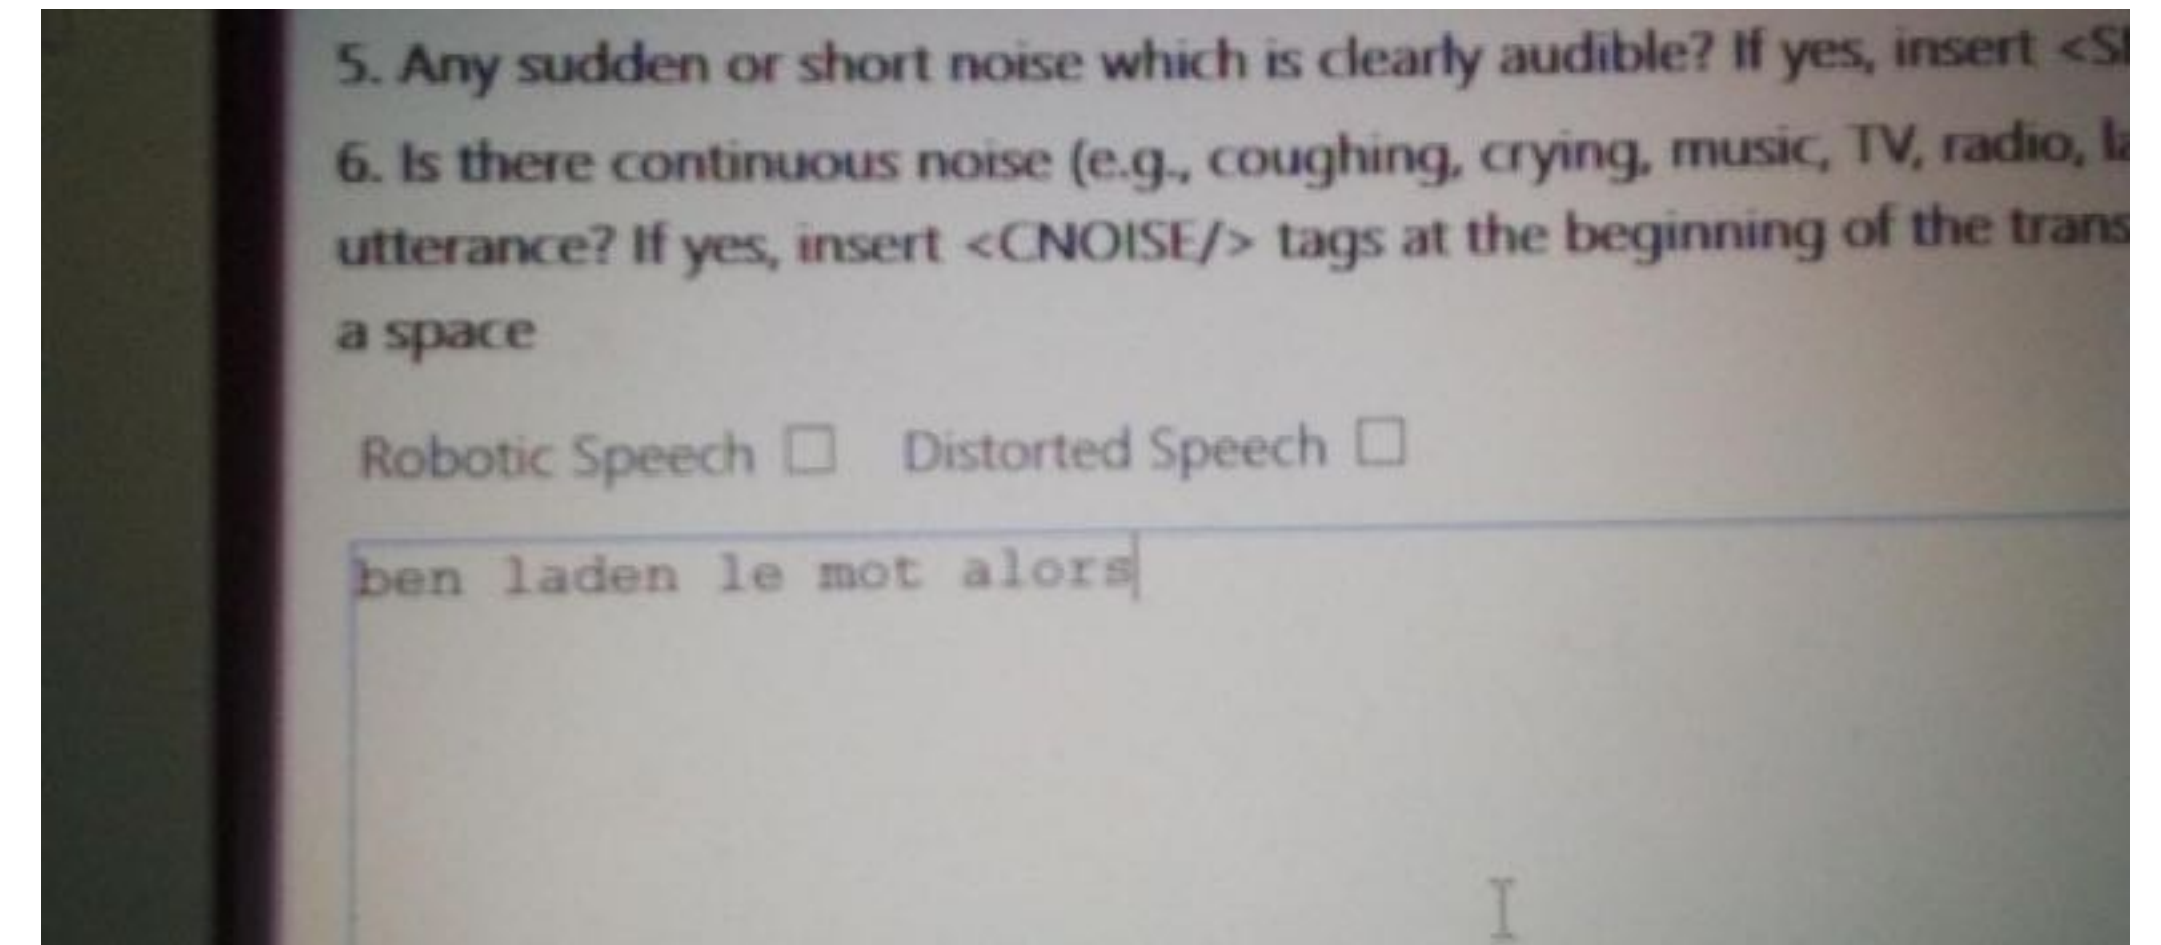 5. Any sudden or short noise which is clearly audible? If yes, insert
6. Is there continuous noise (e.g., coughing, crying, music, TV, radio,
utterance? If yes, insert <CNOISE/> tags at the beginning of the
a space
Robotic Speech Distorted Speech
ben laden le mot alors